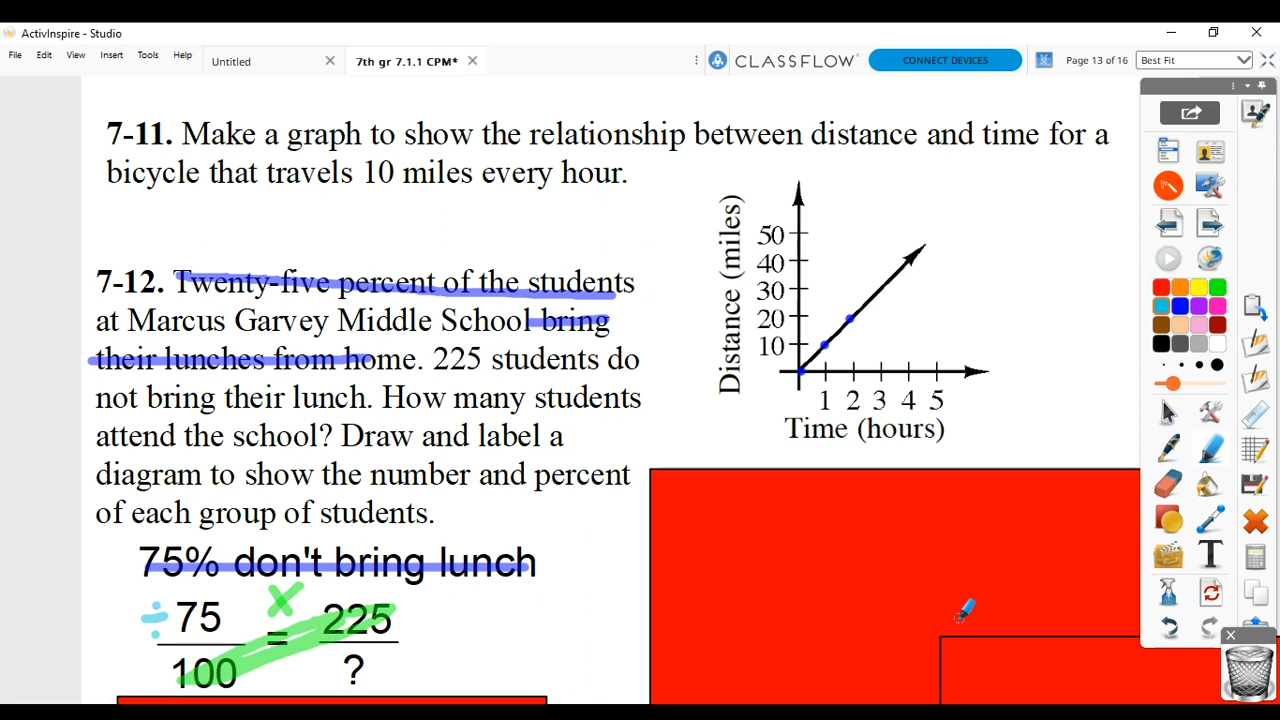 ActivInspire - Studio
File Edit View Insert Tools Help
Untitled
7th gr 7.1.1 CPM*
CLASSFLOW
CONNECT DEVICES
Page 13 of 16
Best Fit
7-11. Make a graph to show the relationship between distance and time for a
bicycle that travels 10 miles every hour.
7-12. Twenty-five percent of the students
at Marcus Garvey Middle School bring
their lunches from home. 225 students do
not bring their lunch. How many students
attend the school? Draw and label a
diagram to show the number and percent
of each group of students.
75% don't bring lunch
÷ 75 x 225
=
100 ?
Distance (miles)
50
40
30
20
10
1 2 3 4 5
Time (hours)